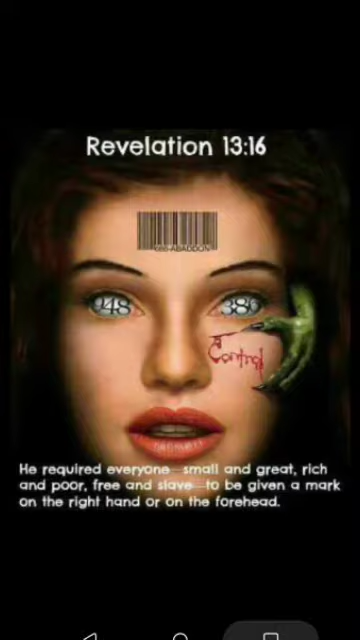 Revelation 13:16
666-ABADDON
448 386
Control
He required everyone small and great, rich
and poor, free and slave to be given a mark
on the right hand or on the forehead.